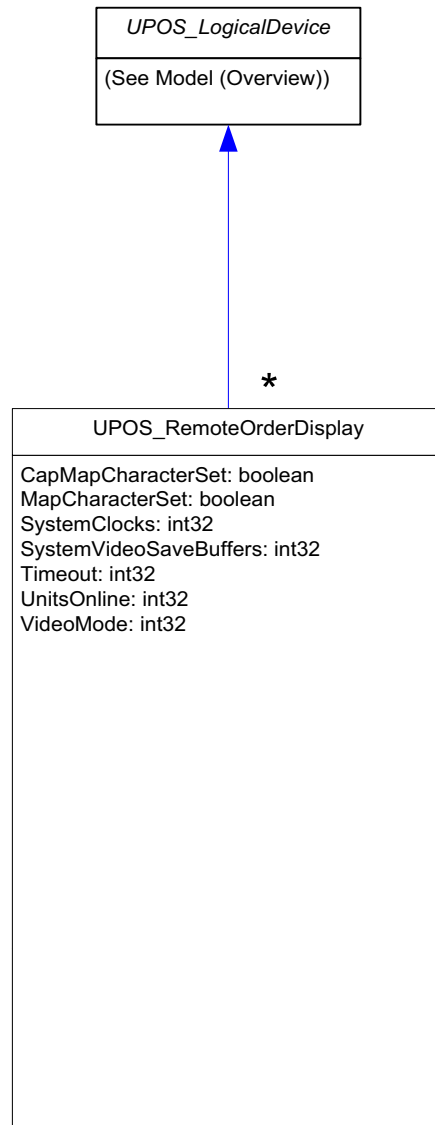 UPOS_LogicalDevice
(See Model (Overview))
*
UPOS_RemoteOrderDisplay
CapMapCharacterSet: boolean
MapCharacterSet: boolean
SystemClocks: int32
SystemVideoSaveBuffers: int32
Timeout: int32
UnitsOnline: int32
VideoMode: int32